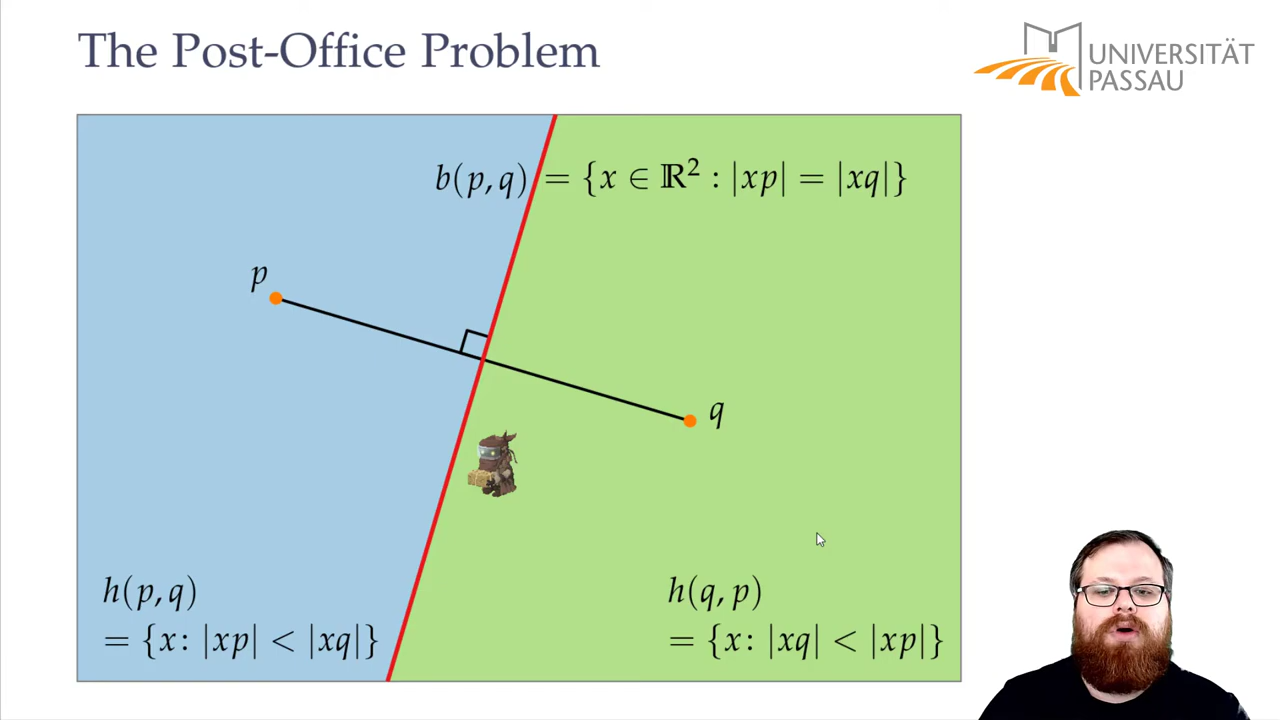 The Post-Office Problem
UNIVERSITÄT
PASSAU
b(p, q) = {x ∈ ℝ² : |xp| = |xq|}
p
q
h(p, q)
= {x: |xp| < |xq|}
h(q, p)
= {x: |xq| < |xp|}